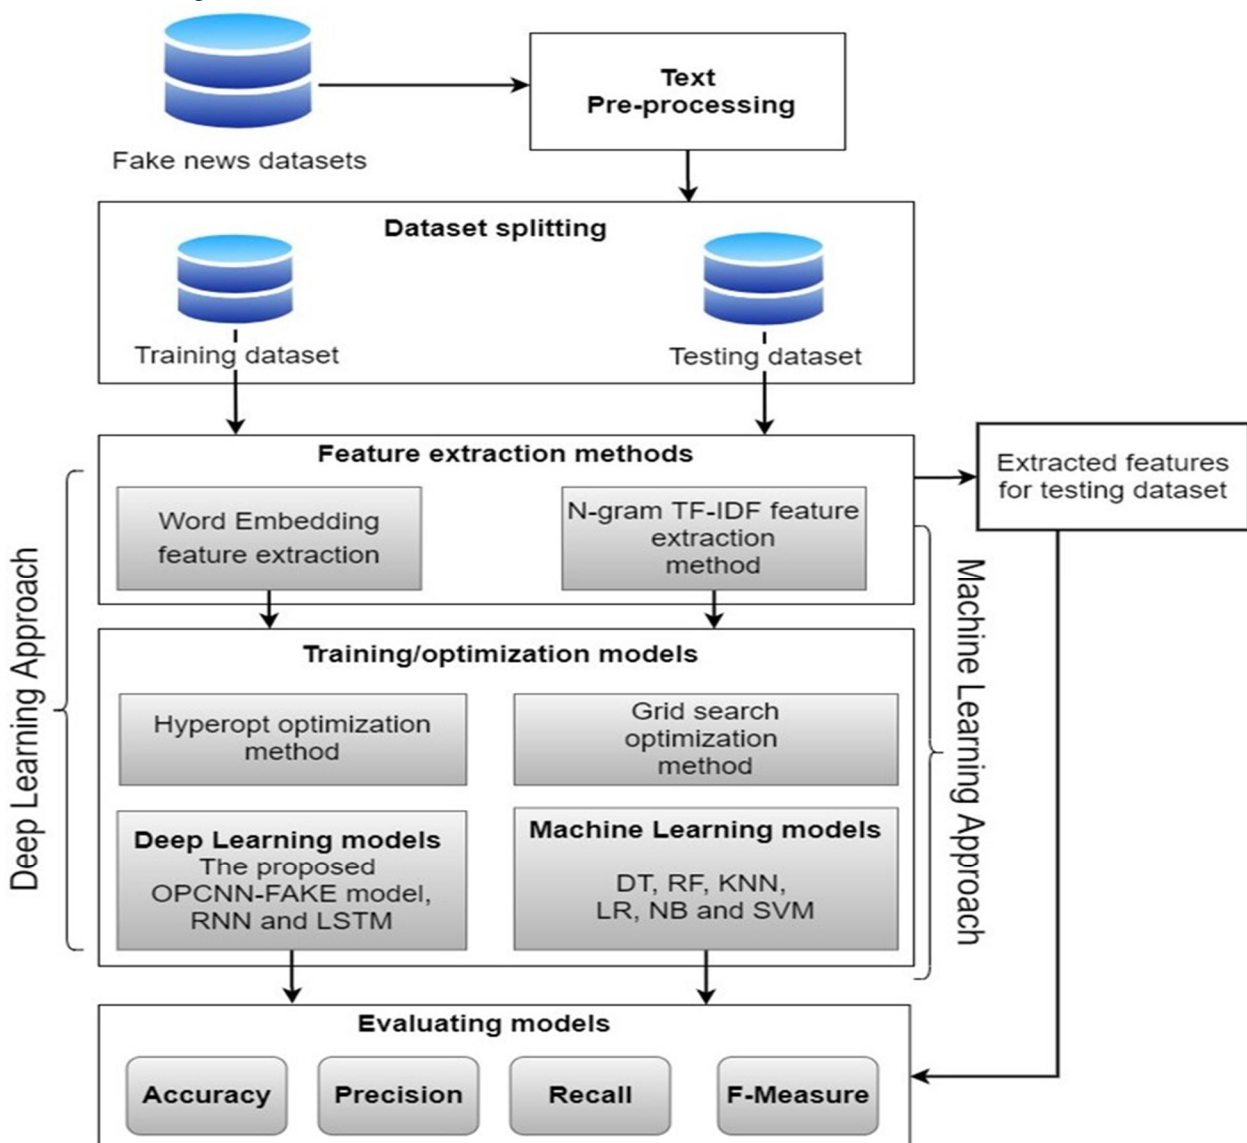 Text
Pre-processing
Fake news datasets
Dataset splitting
Training dataset
Testing dataset
Feature extraction methods
Word Embedding
feature extraction
N-gram TF-IDF feature
extraction
method
Extracted features
for testing dataset
Deep Learning Approach
Machine Learning Approach
Training/optimization models
Hyperopt optimization
method
Grid search
optimization
method
Deep Learning models
The proposed
OPCNN-FAKE model,
RNN and LSTM
Machine Learning models
DT, RF, KNN,
LR, NB and SVM
Evaluating models
Accuracy
Precision
Recall
F-Measure